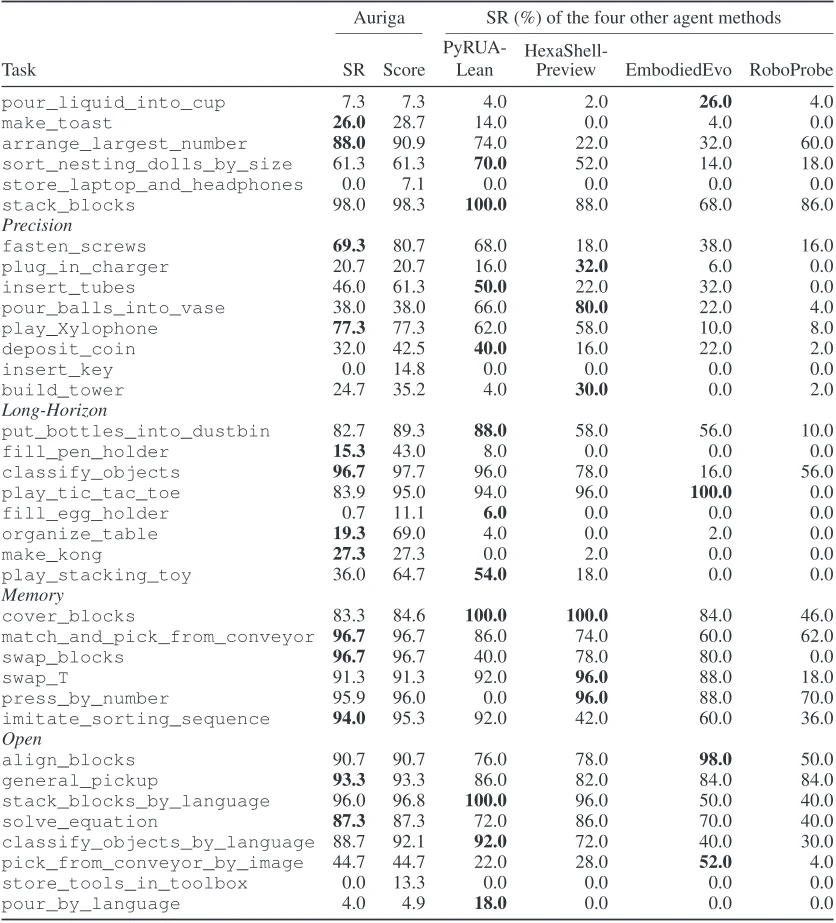 Auriga SR (%) of the four other agent methods
Task SR Score PyRUA-Lean HexaShell-Preview EmbodiedEvo RoboProbe
pour_liquid_into_cup 7.3 7.3 4.0 2.0 26.0 4.0
make_toast 26.0 28.7 14.0 0.0 4.0 0.0
arrange_largest_number 88.0 90.9 74.0 22.0 32.0 60.0
sort_nesting_dolls_by_size 61.3 61.3 70.0 52.0 14.0 18.0
store_laptop_and_headphones 0.0 7.1 0.0 0.0 0.0 0.0
stack_blocks 98.0 98.3 100.0 88.0 68.0 86.0
Precision
fasten_screws 69.3 80.7 68.0 18.0 38.0 16.0
plug_in_charger 20.7 20.7 16.0 32.0 6.0 0.0
insert_tubes 46.0 61.3 50.0 22.0 32.0 0.0
pour_balls_into_vase 38.0 38.0 66.0 80.0 22.0 4.0
play_Xylophone 77.3 77.3 62.0 58.0 10.0 8.0
deposit_coin 32.0 42.5 40.0 16.0 22.0 2.0
insert_key 0.0 14.8 0.0 0.0 0.0 0.0
build_tower 24.7 35.2 4.0 30.0 0.0 2.0
Long-Horizon
put_bottles_into_dustbin 82.7 89.3 88.0 58.0 56.0 10.0
fill_pen_holder 15.3 43.0 8.0 0.0 0.0 0.0
classify_objects 96.7 97.7 96.0 78.0 16.0 56.0
play_tic_tac_toe 83.9 95.0 94.0 96.0 100.0 0.0
fill_egg_holder 0.7 11.1 6.0 0.0 0.0 0.0
organize_table 19.3 69.0 4.0 0.0 2.0 0.0
make_kong 27.3 27.3 0.0 2.0 0.0 0.0
play_stacking_toy 36.0 64.7 54.0 18.0 0.0 0.0
Memory
cover_blocks 83.3 84.6 100.0 100.0 84.0 46.0
match_and_pick_from_conveyor 96.7 96.7 86.0 74.0 60.0 62.0
swap_blocks 96.7 96.7 40.0 78.0 80.0 0.0
swap_T 91.3 91.3 92.0 96.0 88.0 18.0
press_by_number 95.9 96.0 0.0 96.0 88.0 70.0
imitate_sorting_sequence 94.0 95.3 92.0 42.0 60.0 36.0
Open
align_blocks 90.7 90.7 76.0 78.0 98.0 50.0
general_pickup 93.3 93.3 86.0 82.0 84.0 84.0
stack_blocks_by_language 96.0 96.8 100.0 96.0 50.0 40.0
solve_equation 87.3 87.3 72.0 86.0 70.0 40.0
classify_objects_by_language 88.7 92.1 92.0 72.0 40.0 30.0
pick_from_conveyor_by_image 44.7 44.7 22.0 28.0 52.0 4.0
store_tools_in_toolbox 0.0 13.3 0.0 0.0 0.0 0.0
pour_by_language 4.0 4.9 18.0 0.0 0.0 0.0